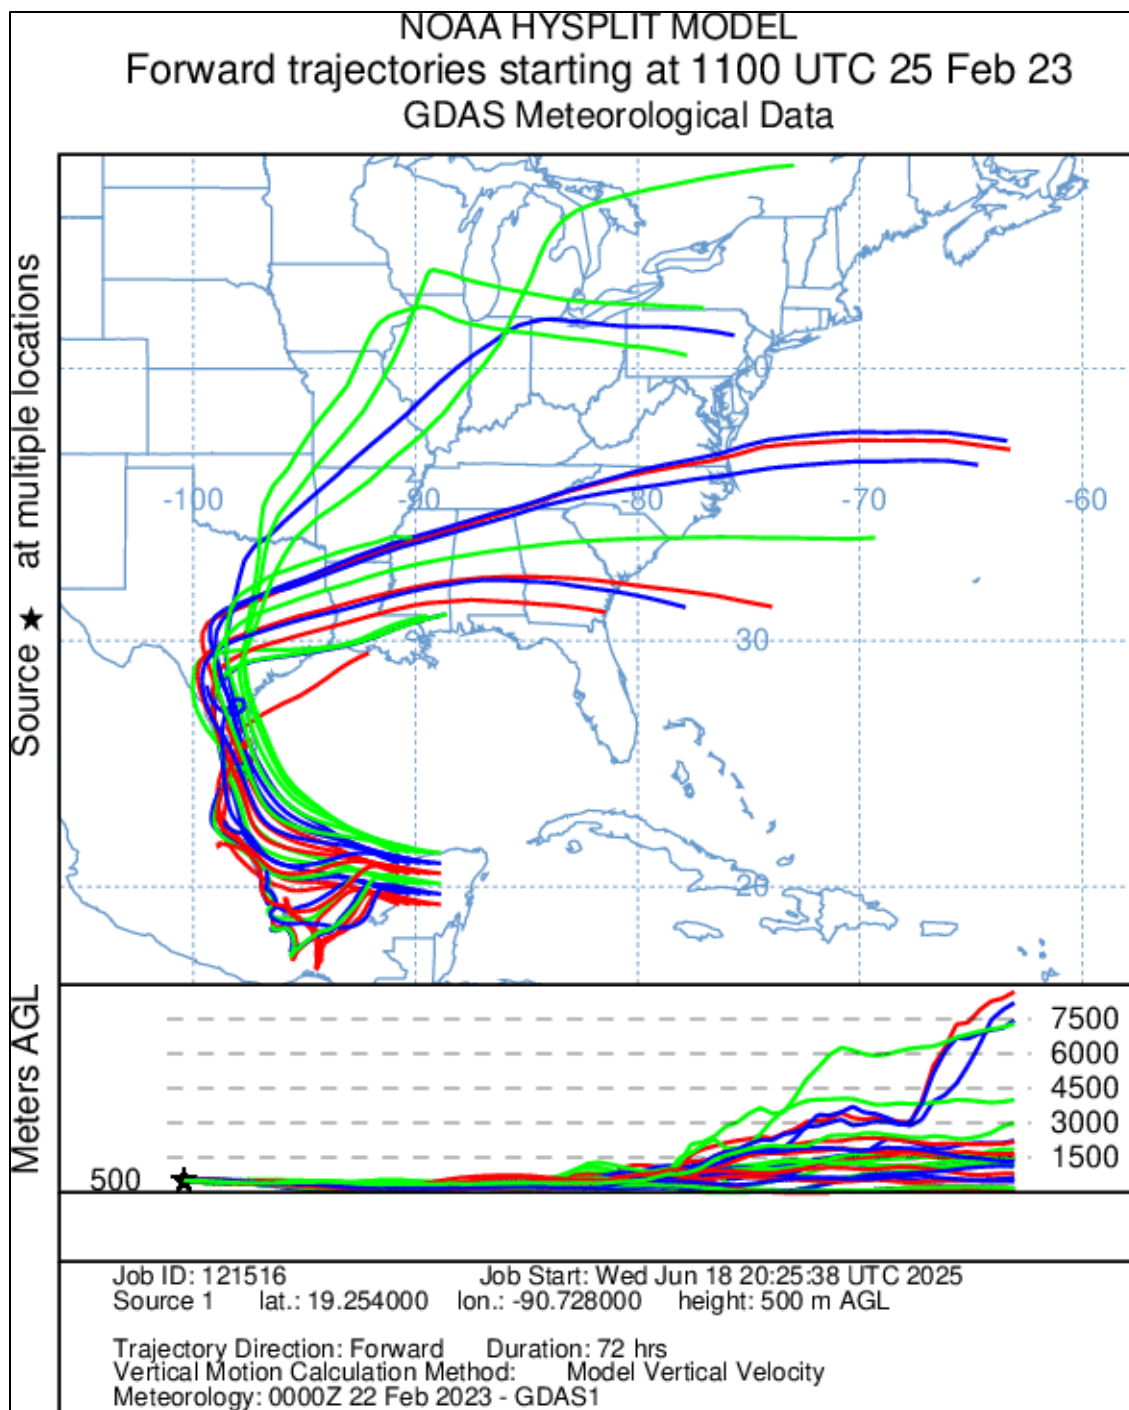 NOAA HYSPLIT MODEL
Forward trajectories starting at 1100 UTC 25 Feb 23
GDAS Meteorological Data
Source ★ at multiple locations
-100
-90
-80
-70
-60
30
20
Meters AGL
500
7500
6000
4500
3000
1500
Job ID: 121516 Job Start: Wed Jun 18 20:25:38 UTC 2025
Source 1 lat.: 19.254000 lon.: -90.728000 height: 500 m AGL
Trajectory Direction: Forward Duration: 72 hrs
Vertical Motion Calculation Method: Model Vertical Velocity
Meteorology: 0000Z 22 Feb 2023 - GDAS1